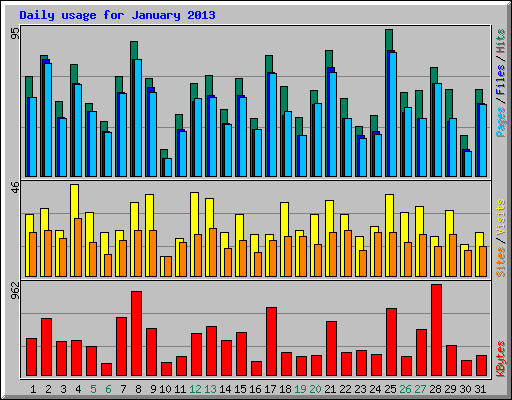 Daily usage for January 2013
95
Pages / Files / Hits
46
Sites / Visits
962
KBytes
1 2 3 4 5 6 7 8 9 10 11 12 13 14 15 16 17 18 19 20 21 22 23 24 25 26 27 28 29 30 31